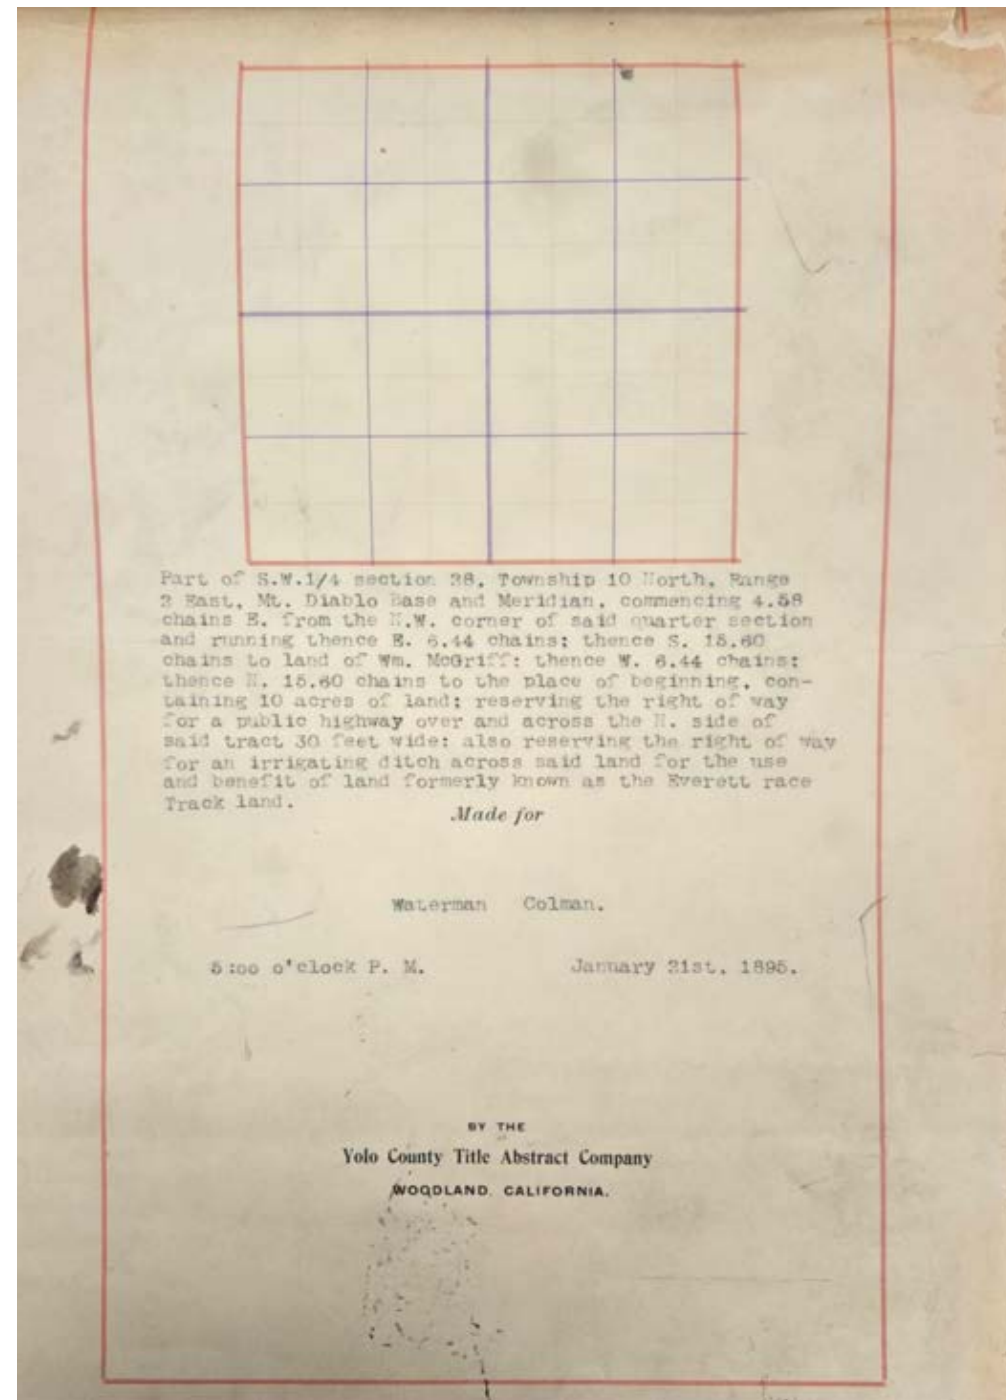 Part of S.W.1/4 section 28, Township 10 North, Range
2 East, Mt. Diablo Base and Meridian, commencing 4.58
chains E. from the N.W. corner of said quarter section
and running thence E. 6.44 chains; thence S. 15.60
chains to land of Wm. McGriff: thence W. 6.44 chains:
thence N. 15.60 chains to the place of beginning, con-
taining 10 acres of land; reserving the right of way
for a public highway over and across the N. side of
said tract 30 feet wide: also reserving the right of way
for an irrigating ditch across said land for the use
and benefit of land formerly known as the Everett race
Track land.
Made for
Waterman Colman.
5:00 o'clock P. M. January 21st. 1895.
BY THE
Yolo County Title Abstract Company
WOODLAND, CALIFORNIA.